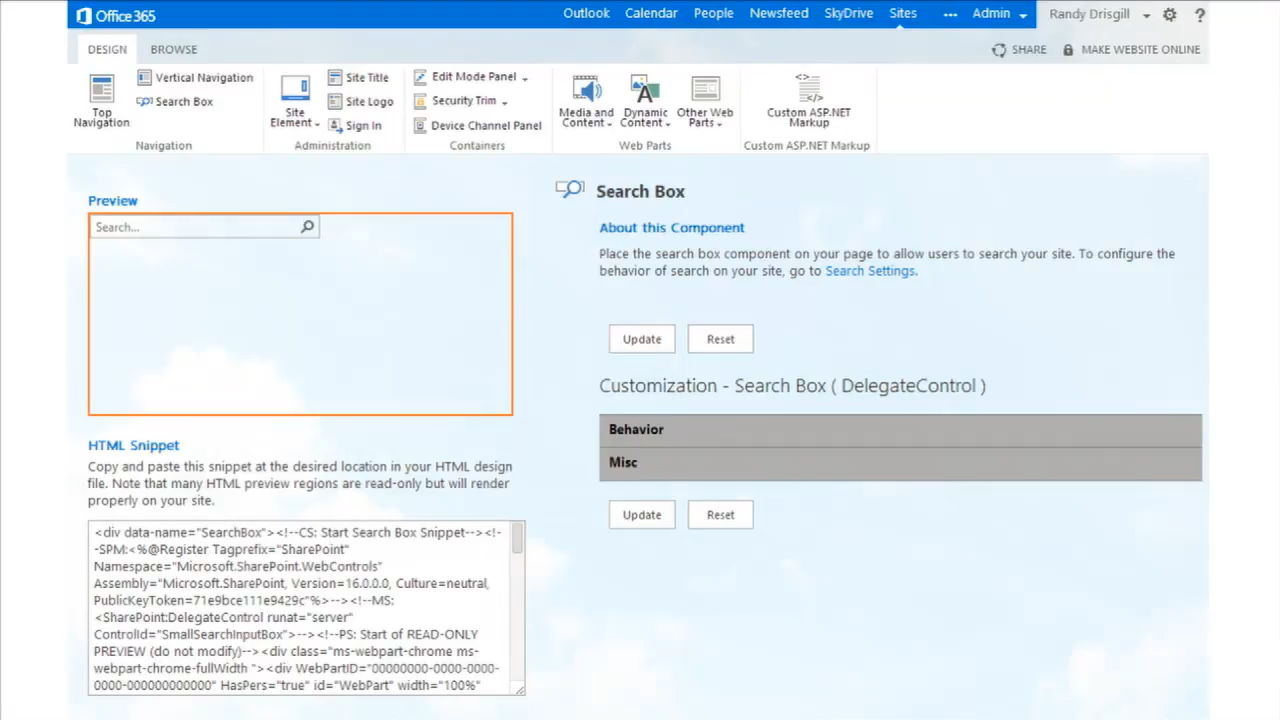 Office 365
Outlook Calendar People Newsfeed SkyDrive Sites ... Admin Randy Drisgill ?
DESIGN BROWSE
SHARE MAKE WEBSITE ONLINE
Top Navigation
Vertical Navigation
Search Box
Navigation
Site Element
Site Title
Site Logo
Sign In
Administration
Edit Mode Panel
Security Trim
Device Channel Panel
Containers
Media and Content
Dynamic Content
Other Web Parts
Web Parts
Custom ASP.NET Markup
Custom ASP.NET Markup
Preview
Search...
HTML Snippet
Copy and paste this snippet at the desired location in your HTML design
file. Note that many HTML preview regions are read-only but will render
properly on your site.
<div data-name="SearchBox"><!--CS: Start Search Box Snippet--><!-
-SPM:<%@Register Tagprefix="SharePoint"
Namespace="Microsoft.SharePoint.WebControls"
Assembly="Microsoft.SharePoint, Version=16.0.0.0, Culture=neutral,
PublicKeyToken=71e9bce111e9429c"%>--><!--MS:
<SharePoint:DelegateControl runat="server"
ControlId="SmallSearchInputBox">--><!--PS: Start of READ-ONLY
PREVIEW (do not modify)--><div class="ms-webpart-chrome ms-
webpart-chrome-fullWidth "><div WebPartID="00000000-0000-0000-
0000-000000000000" HasPers="true" id="WebPart" width="100%"
Search Box
About this Component
Place the search box component on your page to allow users to search your site. To configure the
behavior of search on your site, go to Search Settings.
Update Reset
Customization - Search Box ( DelegateControl )
Behavior
Misc
Update Reset